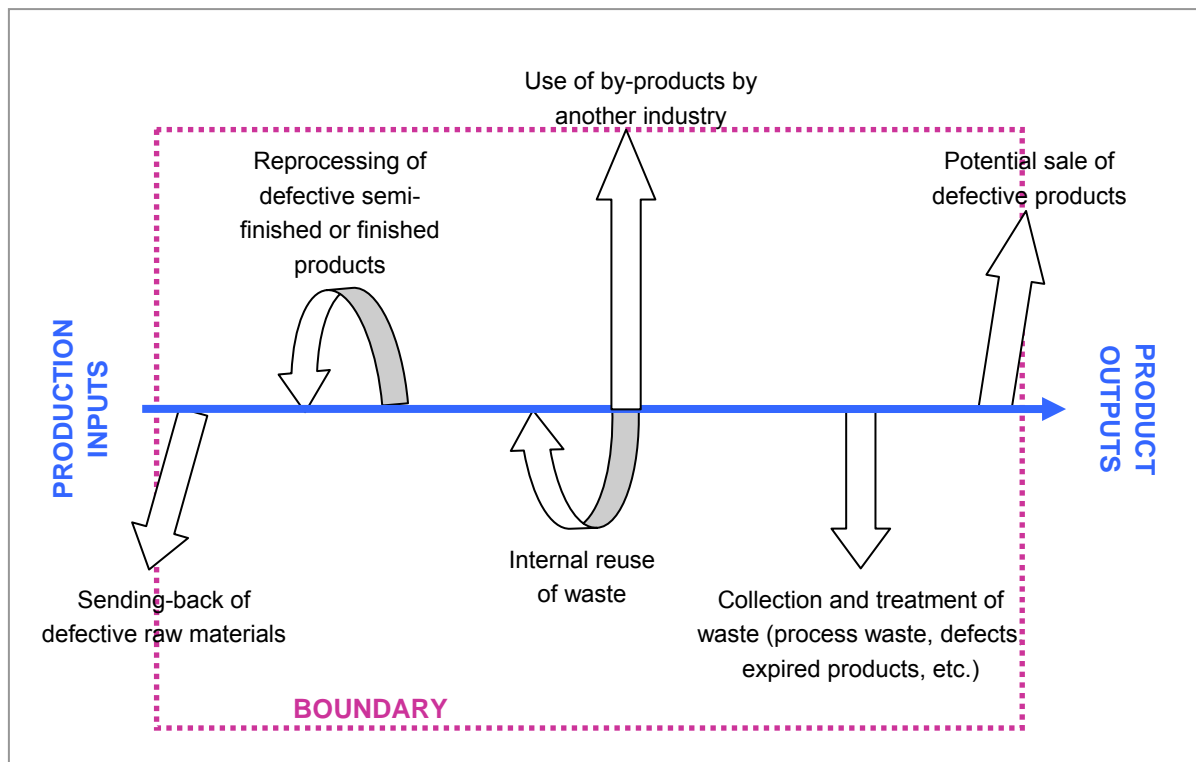 Use of by-products by
another industry
Reprocessing of
defective semi-
finished or finished
products
Potential sale of
defective products
PRODUCTION
INPUTS
PRODUCT
OUTPUTS
Sending-back of
defective raw materials
Internal reuse
of waste
Collection and treatment of
waste (process waste, defects
expired products, etc.)
BOUNDARY